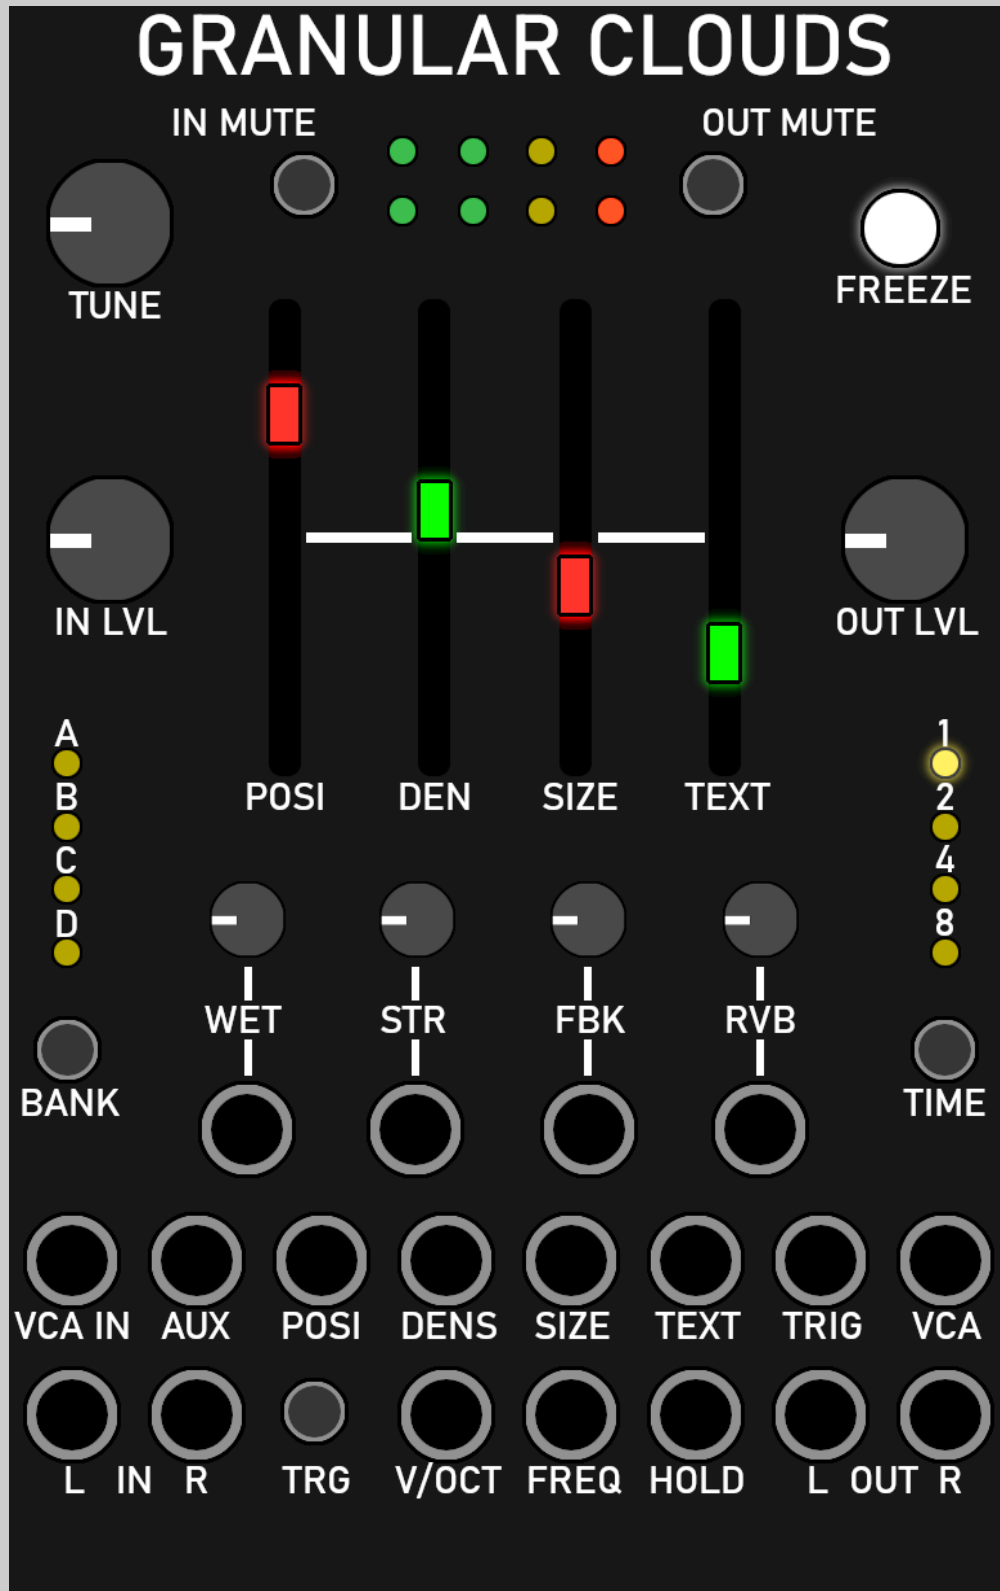 GRANULAR CLOUDS
IN MUTE OUT MUTE
TUNE FREEZE
IN LVL OUT LVL
A 1
B 2
C 4
D 8
POSI DEN SIZE TEXT
WET STR FBK RVB
BANK TIME
VCA IN AUX POSI DENS SIZE TEXT TRIG VCA
L IN R TRG V/OCT FREQ HOLD L OUT R